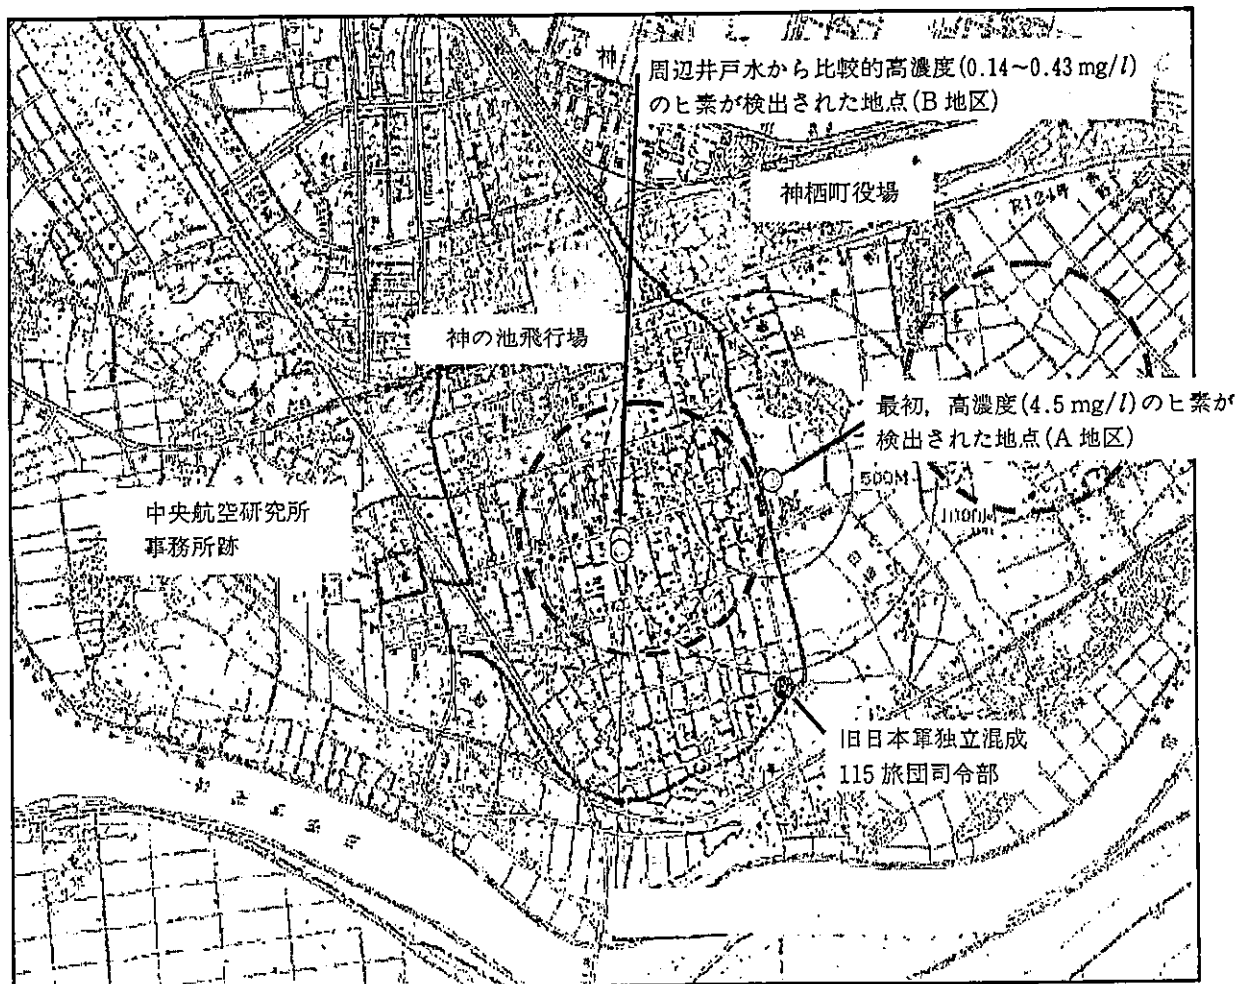 神
周辺井戸水から比較的高濃度(0.14~0.43 mg/l)
のヒ素が検出された地点(B 地区)
神栖町役場
神の池飛行場
最初，高濃度(4.5 mg/l)のヒ素が
検出された地点(A 地区)
500M
1000M
中央航空研究所
事務所跡
旧日本軍独立混成
115 旅団司令部